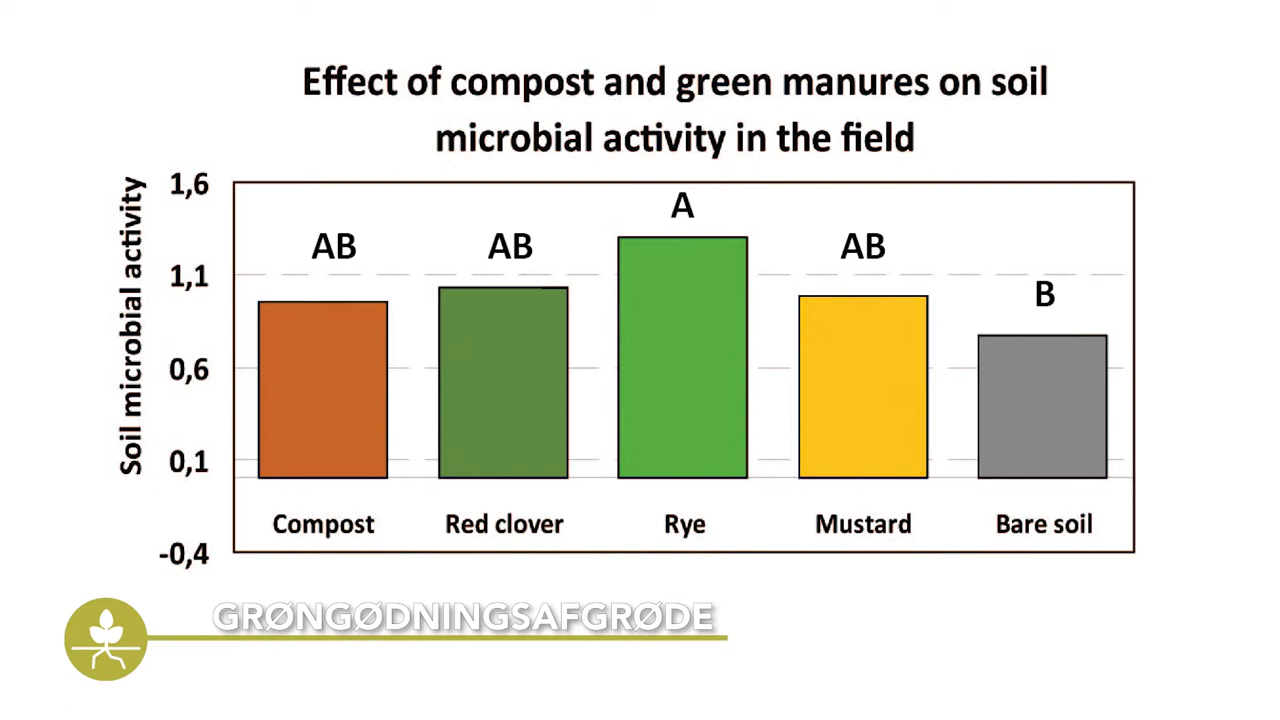 Effect of compost and green manures on soil
microbial activity in the field
Soil microbial activity
1,6
1,1
0,6
0,1
-0,4
AB
AB
A
AB
B
Compost
Red clover
Rye
Mustard
Bare soil
GRØNGØDNINGSAFGRØDE